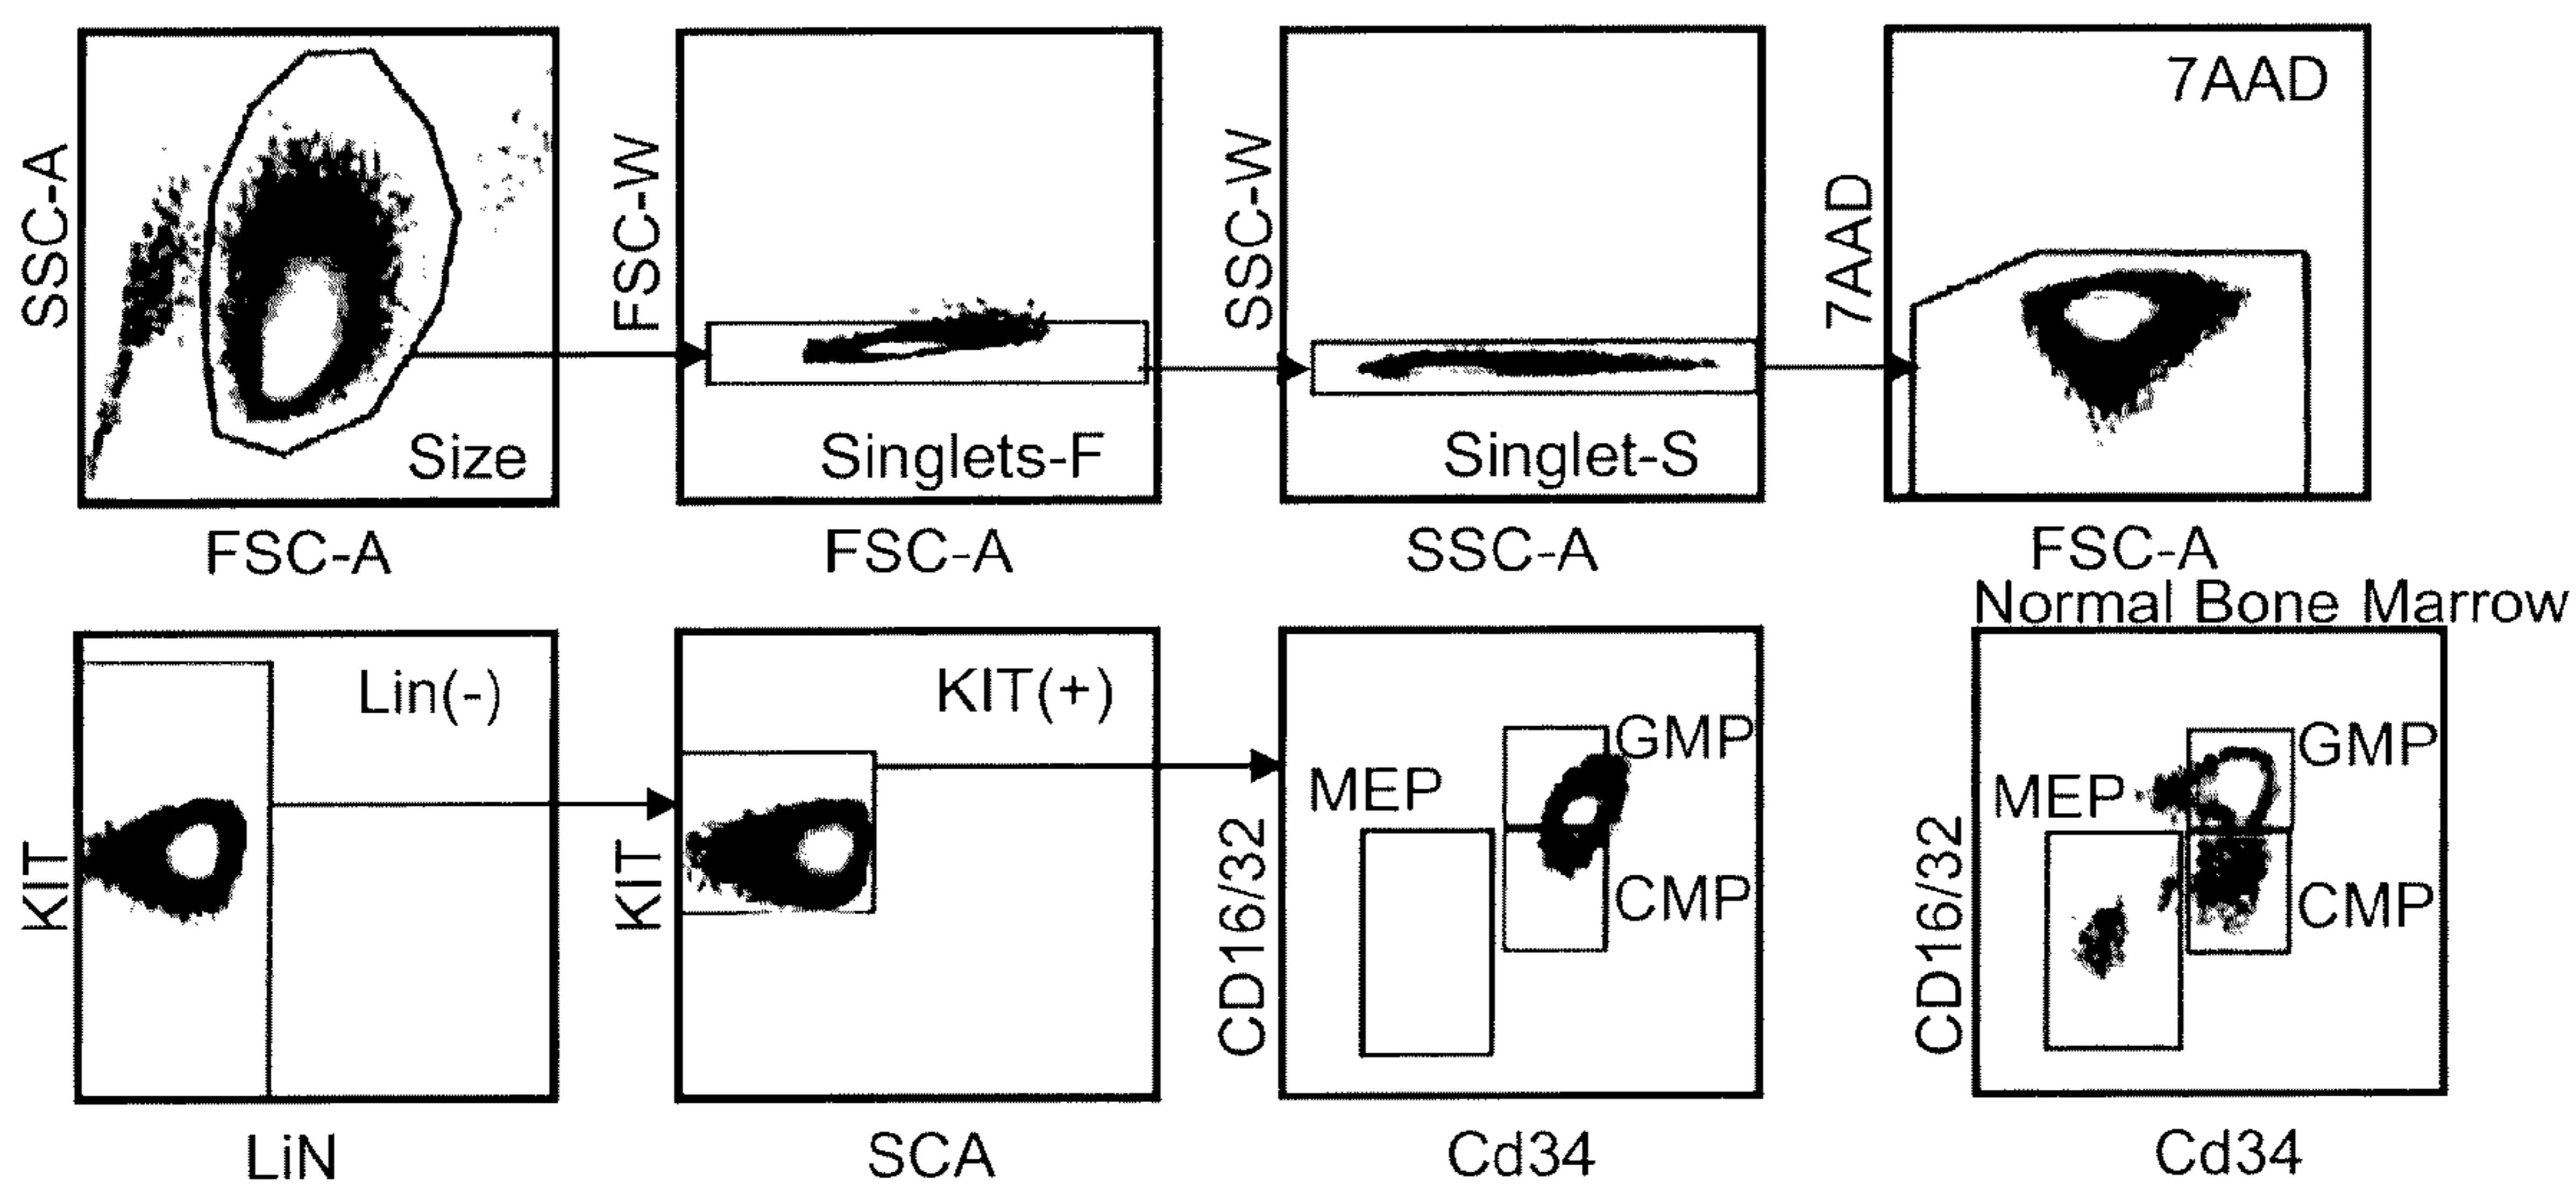 SSC-A
Size
FSC-A
FSC-W
Singlets-F
FSC-A
SSC-W
Singlet-S
SSC-A
7AAD
7AAD
FSC-A
KIT
Lin(-)
LiN
KIT
KIT(+)
SCA
CD16/32
MEP
GMP
CMP
Cd34
Normal Bone Marrow
CD16/32
MEP
GMP
CMP
Cd34